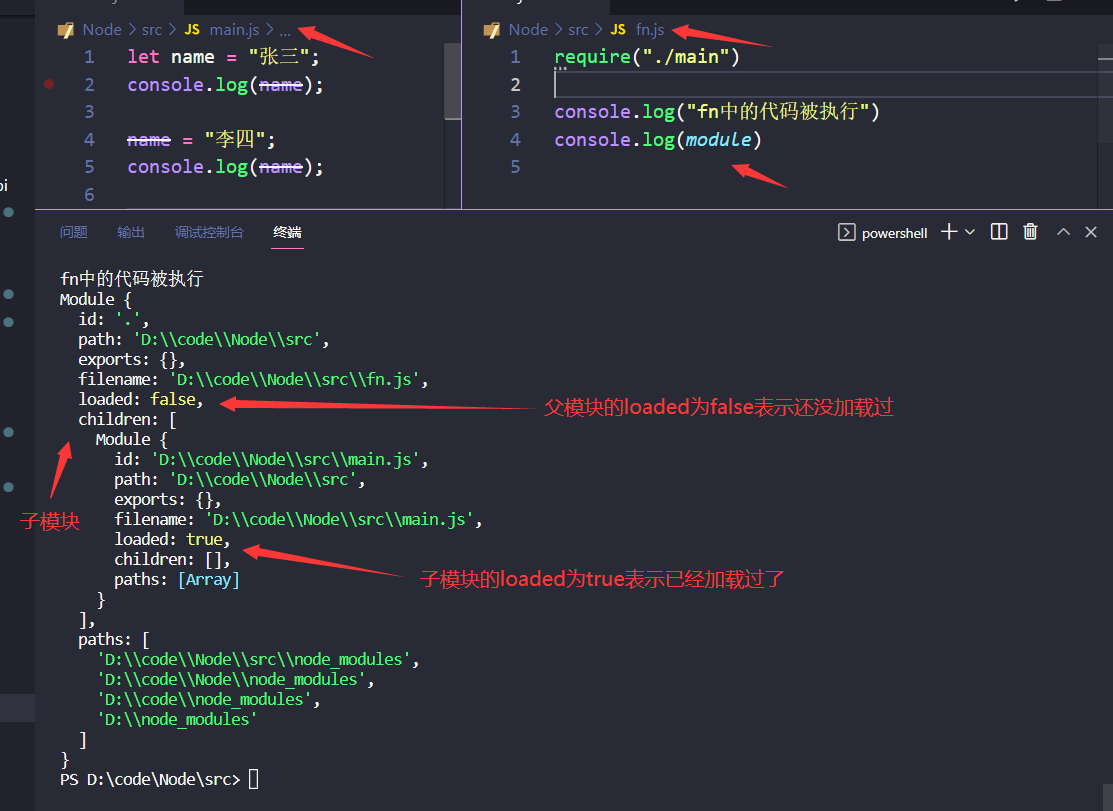 Node > src > JS main.js > ...
1 let name = "张三";
2 console.log(name);
3
4 name = "李四";
5 console.log(name);
6
Node > src > JS fn.js
1 require("./main")
2
3 console.log("fn中的代码被执行")
4 console.log(module)
5
问题 输出 调试控制台 终端 powershell
fn中的代码被执行
Module {
id: '.',
path: 'D:\\code\\Node\\src',
exports: {},
filename: 'D:\\code\\Node\\src\\fn.js',
loaded: false,
父模块的loaded为false表示还没加载过
children: [
Module {
id: 'D:\\code\\Node\\src\\main.js',
path: 'D:\\code\\Node\\src',
exports: {},
子模块
filename: 'D:\\code\\Node\\src\\main.js',
loaded: true,
children: [],
子模块的loaded为true表示已经加载过了
paths: [Array]
}
],
paths: [
'D:\\code\\Node\\src\\node_modules',
'D:\\code\\Node\\node_modules',
'D:\\code\\node_modules',
'D:\\node_modules'
]
}
PS D:\code\Node\src>